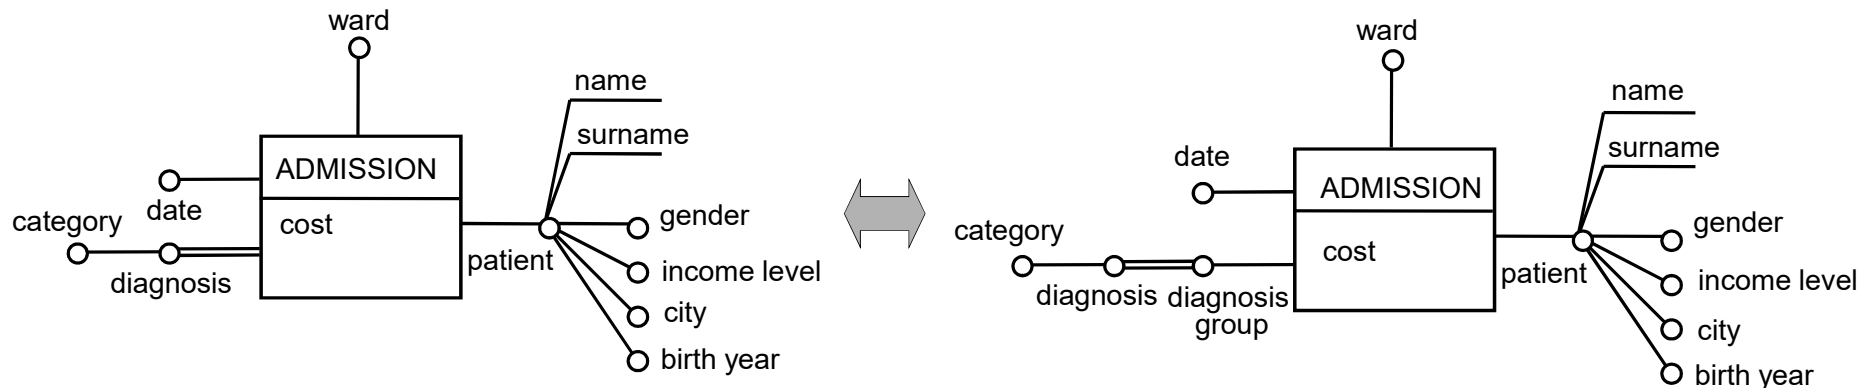 ward
name
surname
ADMISSION
date
category
cost
gender
patient
income level
diagnosis
city
birth year
ward
name
surname
date
ADMISSION
category
cost
gender
patient
income level
diagnosis
diagnosis
group
city
birth year